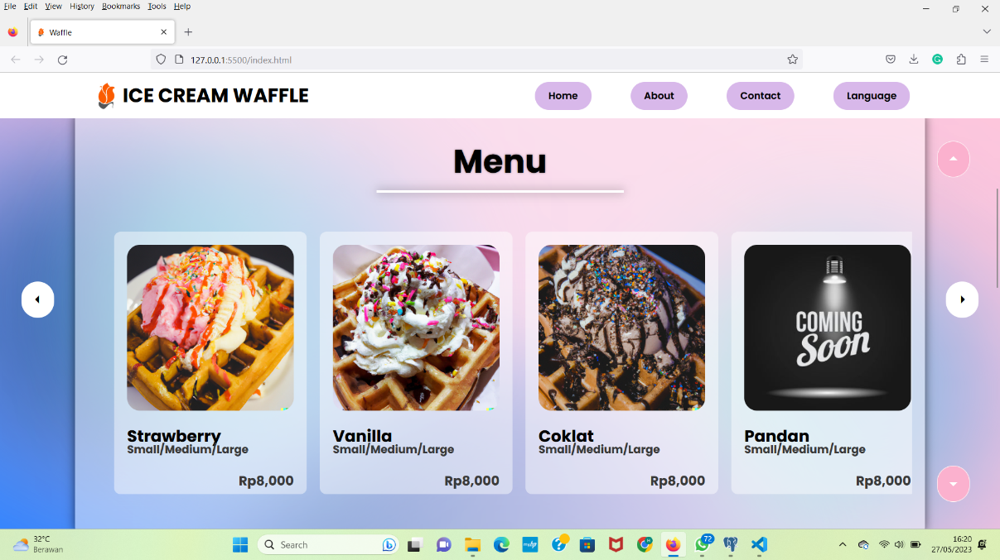 File Edit View History Bookmarks Tools Help
Waffle
127.0.0.1:5500/index.html
ICE CREAM WAFFLE
Home
About
Contact
Language
Menu
COMING
Soon
Strawberry
Small/Medium/Large
Rp8,000
Vanilla
Small/Medium/Large
Rp8,000
Coklat
Small/Medium/Large
Rp8,000
Pandan
Small/Medium/Large
Rp8,000
32°C
Berawan
Search
72
16:20
27/05/2023